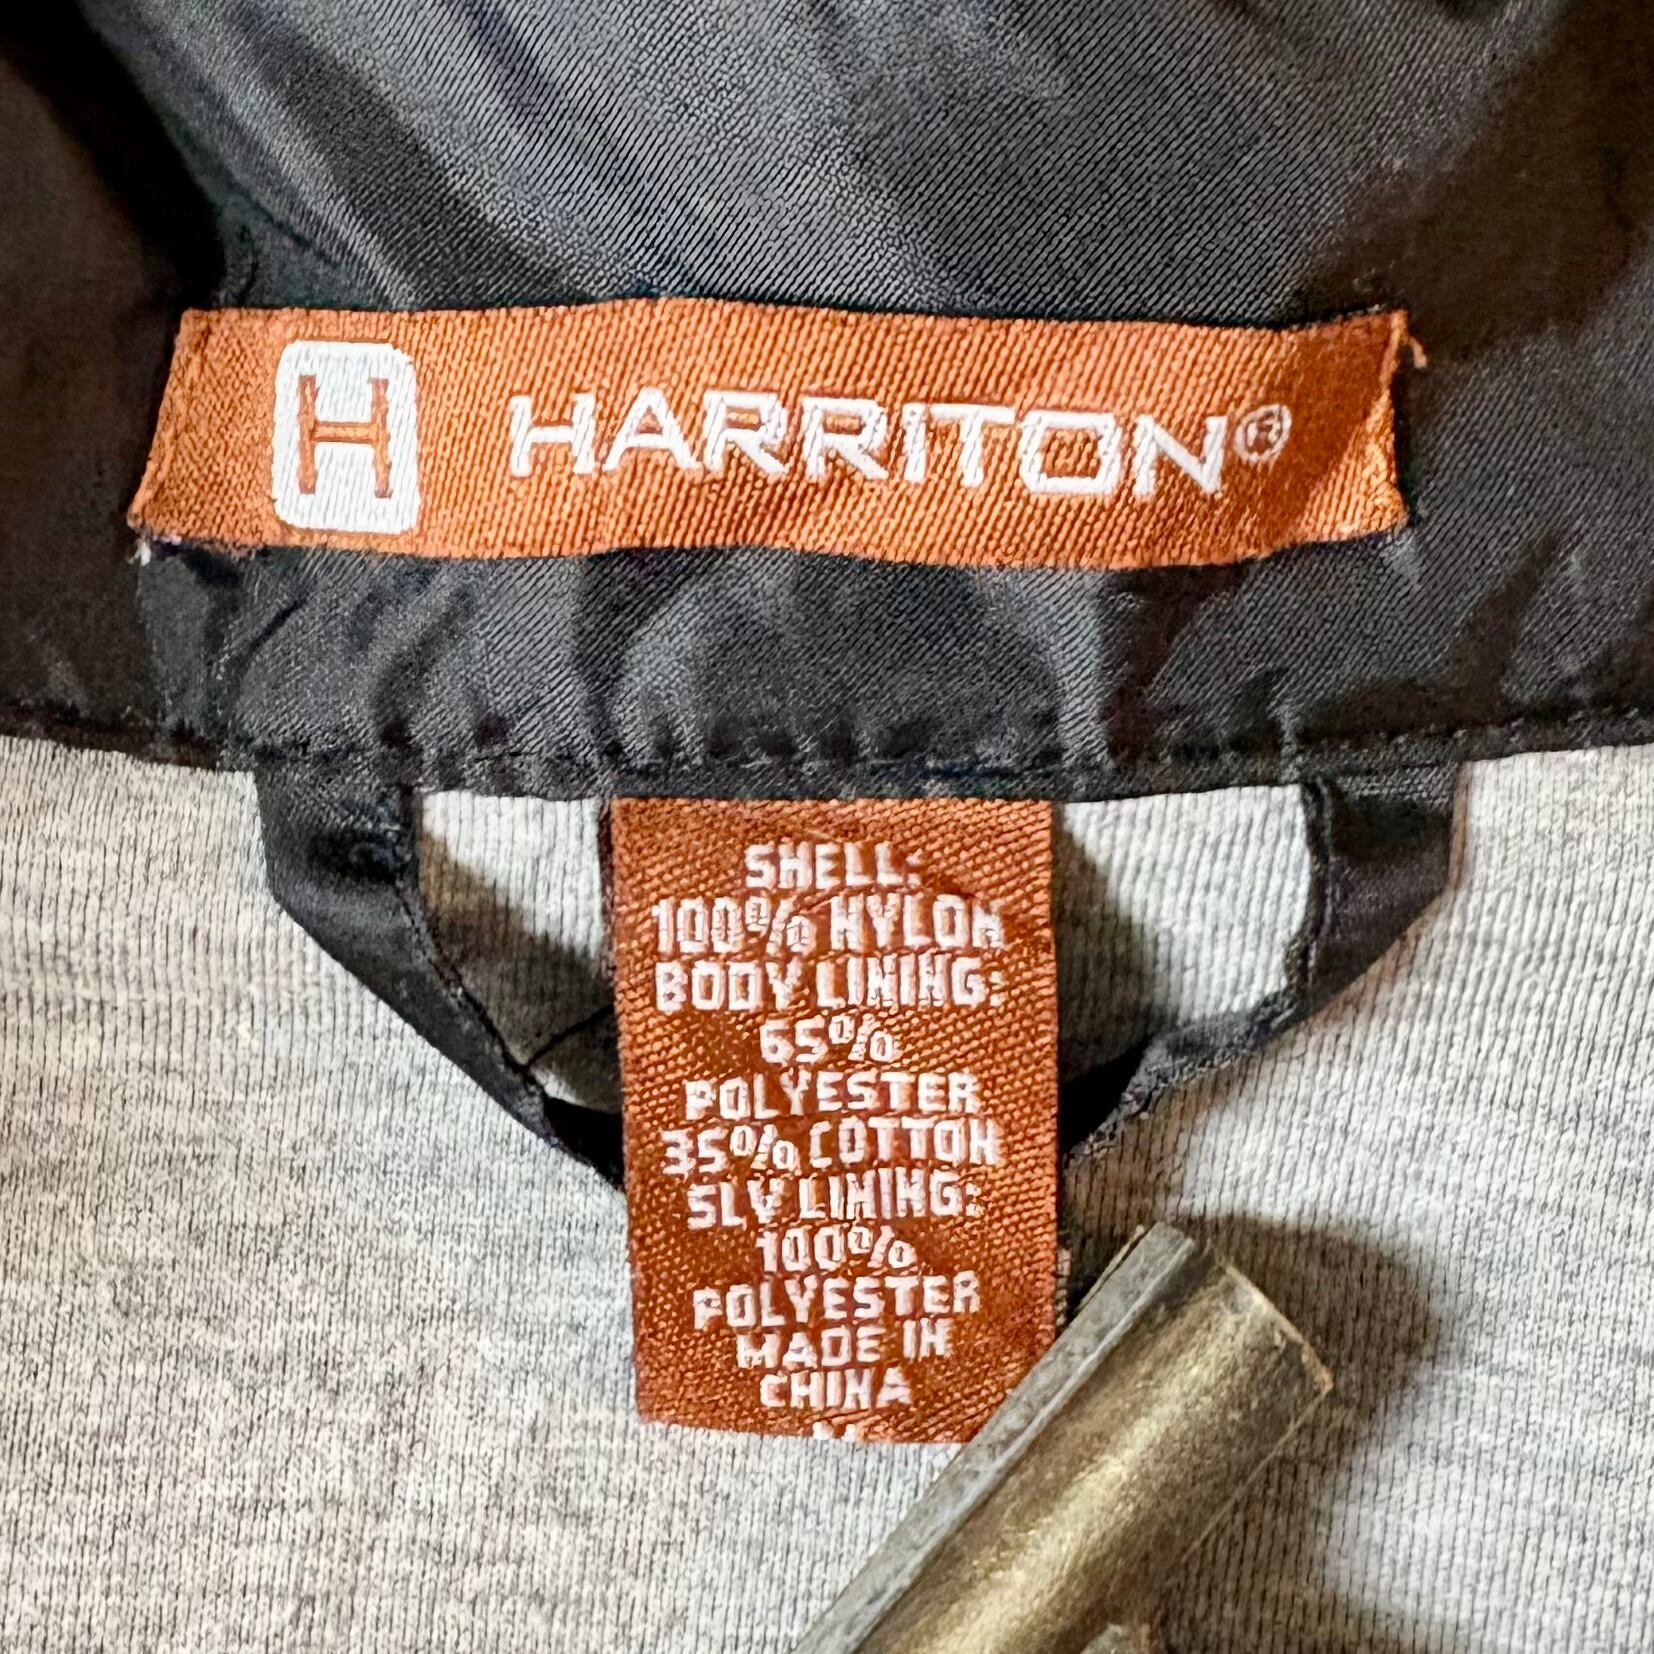 H HARRITON®
SHELL:
100% NYLON
BODY LINING:
65%
POLYESTER
35% COTTON
SLV LINING:
100%
POLYESTER
MADE IN
CHINA